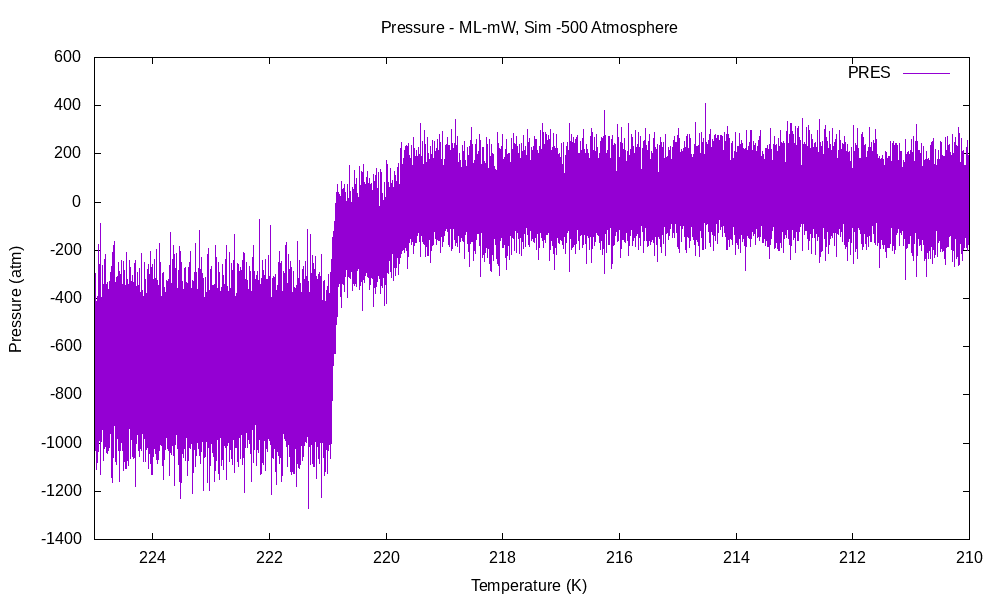 Pressure - ML-mW, Sim -500 Atmosphere
PRES
600
400
200
0
-200
-400
-600
-800
-1000
-1200
-1400
Pressure (atm)
224 222 220 218 216 214 212 210
Temperature (K)